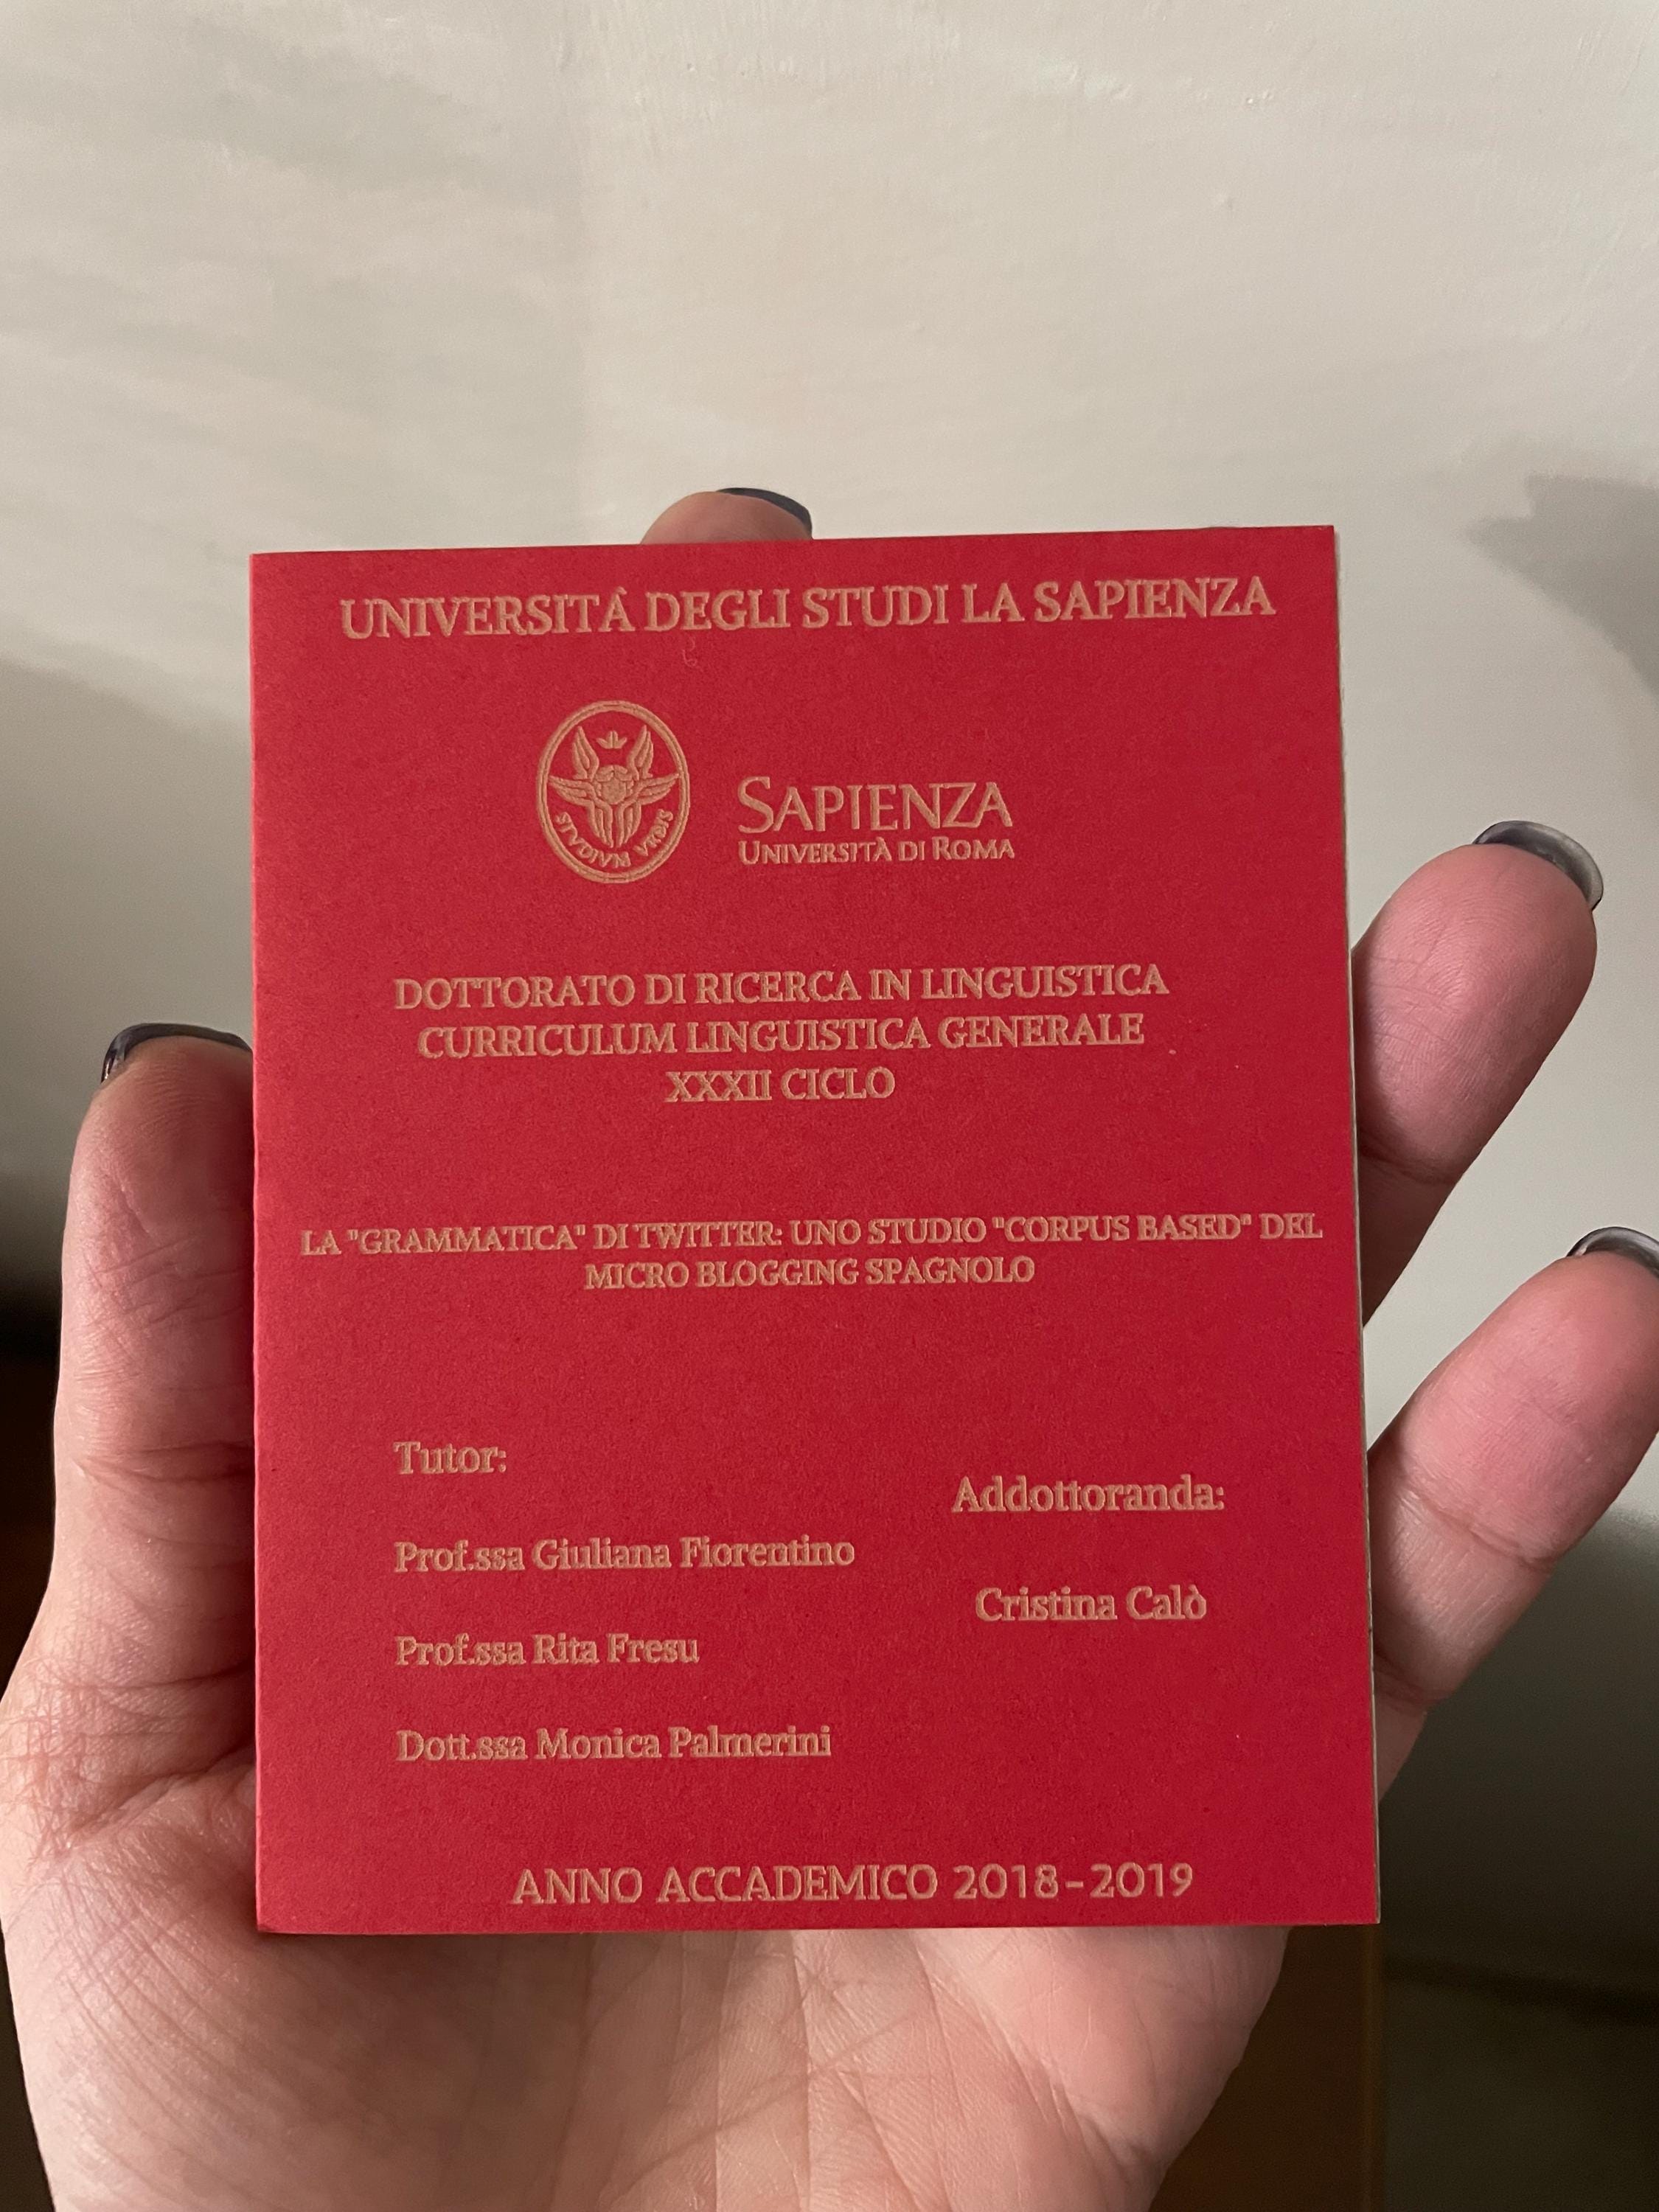 UNIVERSITÀ DEGLI STUDI LA SAPIENZA
STVDIVM VRBIS
SAPIENZA
UNIVERSITÀ DI ROMA
DOTTORATO DI RICERCA IN LINGUISTICA
CURRICULUM LINGUISTICA GENERALE
XXXII CICLO
LA "GRAMMATICA" DI TWITTER: UNO STUDIO "CORPUS BASED" DEL
MICRO BLOGGING SPAGNOLO
Tutor:
Prof.ssa Giuliana Fiorentino
Prof.ssa Rita Fresu
Dott.ssa Monica Palmerini
Addottoranda:
Cristina Calò
ANNO ACCADEMICO 2018-2019